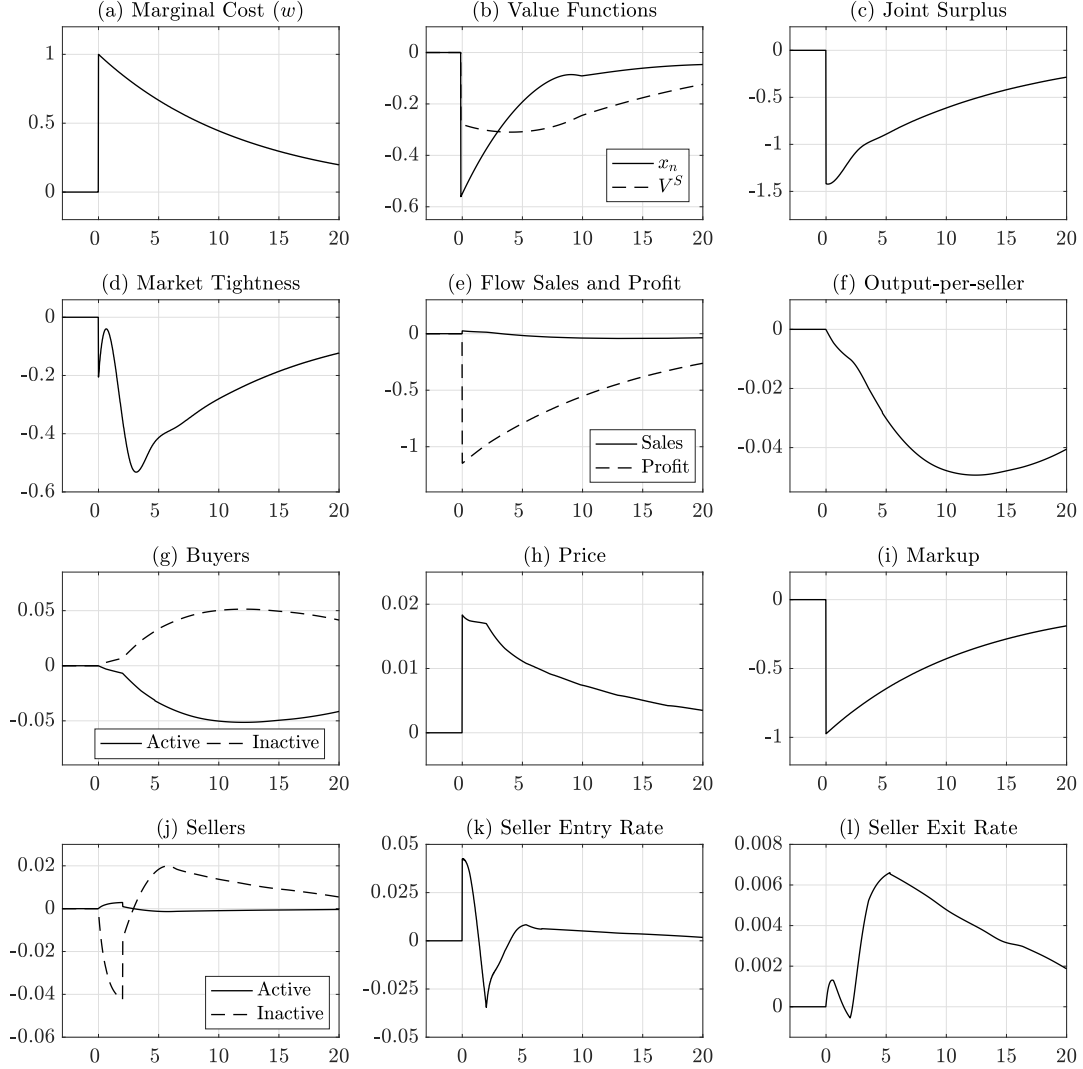 (a) Marginal Cost (w)
1
0.5
0
0 5 10 15 20
(b) Value Functions
0
-0.2
-0.4
-0.6
x_n
V^S
0 5 10 15 20
(c) Joint Surplus
0
-0.5
-1
-1.5
0 5 10 15 20
(d) Market Tightness
0
-0.2
-0.4
-0.6
0 5 10 15 20
(e) Flow Sales and Profit
0
-0.5
-1
Sales
Profit
0 5 10 15 20
(f) Output-per-seller
0
-0.02
-0.04
0 5 10 15 20
(g) Buyers
0.05
0
-0.05
Active Inactive
0 5 10 15 20
(h) Price
0.02
0.01
0
0 5 10 15 20
(i) Markup
0
-0.5
-1
0 5 10 15 20
(j) Sellers
0.02
0
-0.02
-0.04
-0.06
Active
Inactive
0 5 10 15 20
(k) Seller Entry Rate
0.05
0.025
0
-0.025
-0.05
0 5 10 15 20
(l) Seller Exit Rate
0.008
0.006
0.004
0.002
0
0 5 10 15 20